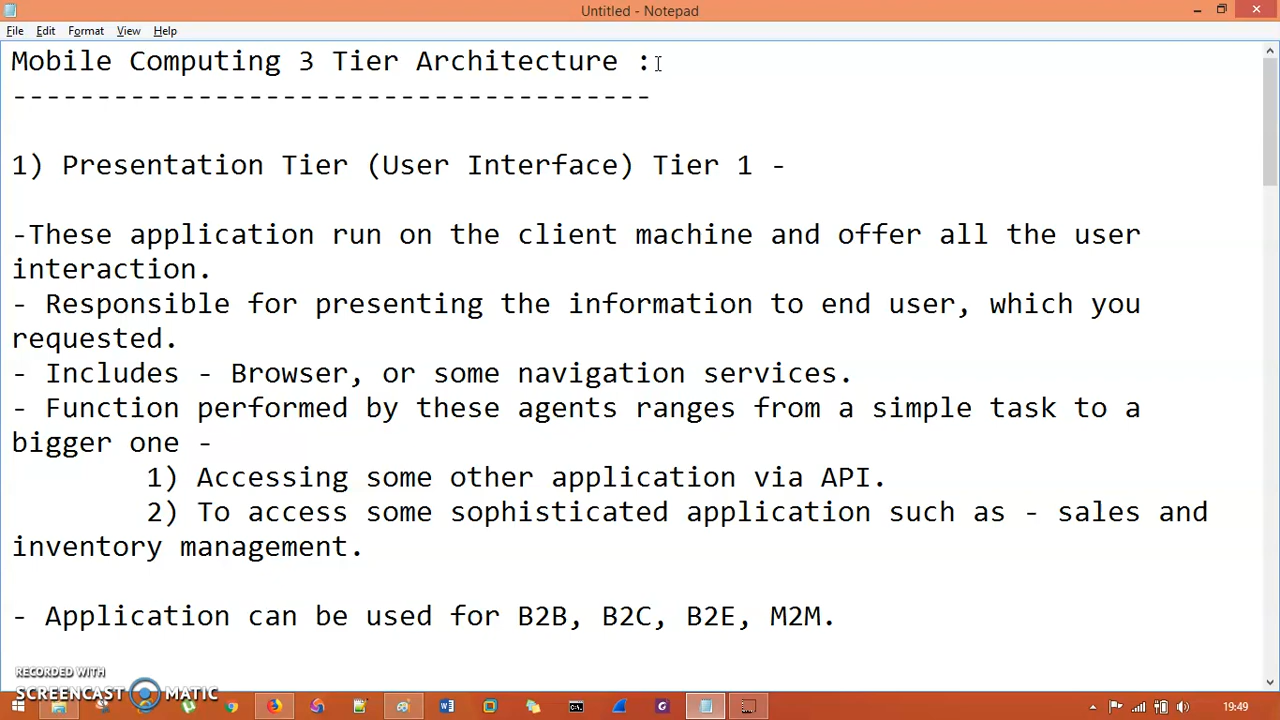 Untitled - Notepad
File Edit Format View Help
Mobile Computing 3 Tier Architecture :
--------------------------------------
1) Presentation Tier (User Interface) Tier 1 -
-These application run on the client machine and offer all the user
interaction.
- Responsible for presenting the information to end user, which you
requested.
- Includes - Browser, or some navigation services.
- Function performed by these agents ranges from a simple task to a
bigger one -
1) Accessing some other application via API.
2) To access some sophisticated application such as - sales and
inventory management.
- Application can be used for B2B, B2C, B2E, M2M.
RECORDED WITH
SCREENCAST MATIC
19:49